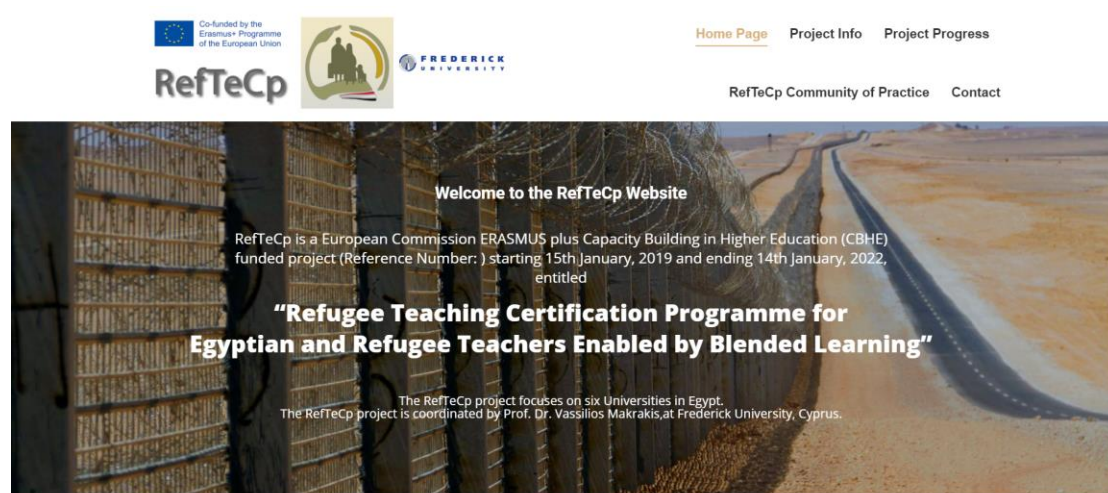 Co-funded by the
Erasmus+ Programme
of the European Union
RefTeCp
FREDERICK
UNIVERSITY
Home Page Project Info Project Progress
RefTeCp Community of Practice Contact
Welcome to the RefTeCp Website
RefTeCp is a European Commission ERASMUS plus Capacity Building in Higher Education (CBHE)
funded project (Reference Number: ) starting 15th January, 2019 and ending 14th January, 2022,
entitled
“Refugee Teaching Certification Programme for
Egyptian and Refugee Teachers Enabled by Blended Learning”
The RefTeCp project focuses on six Universities in Egypt.
The RefTeCp project is coordinated by Prof. Dr. Vassilios Makrakis,at Frederick University, Cyprus.